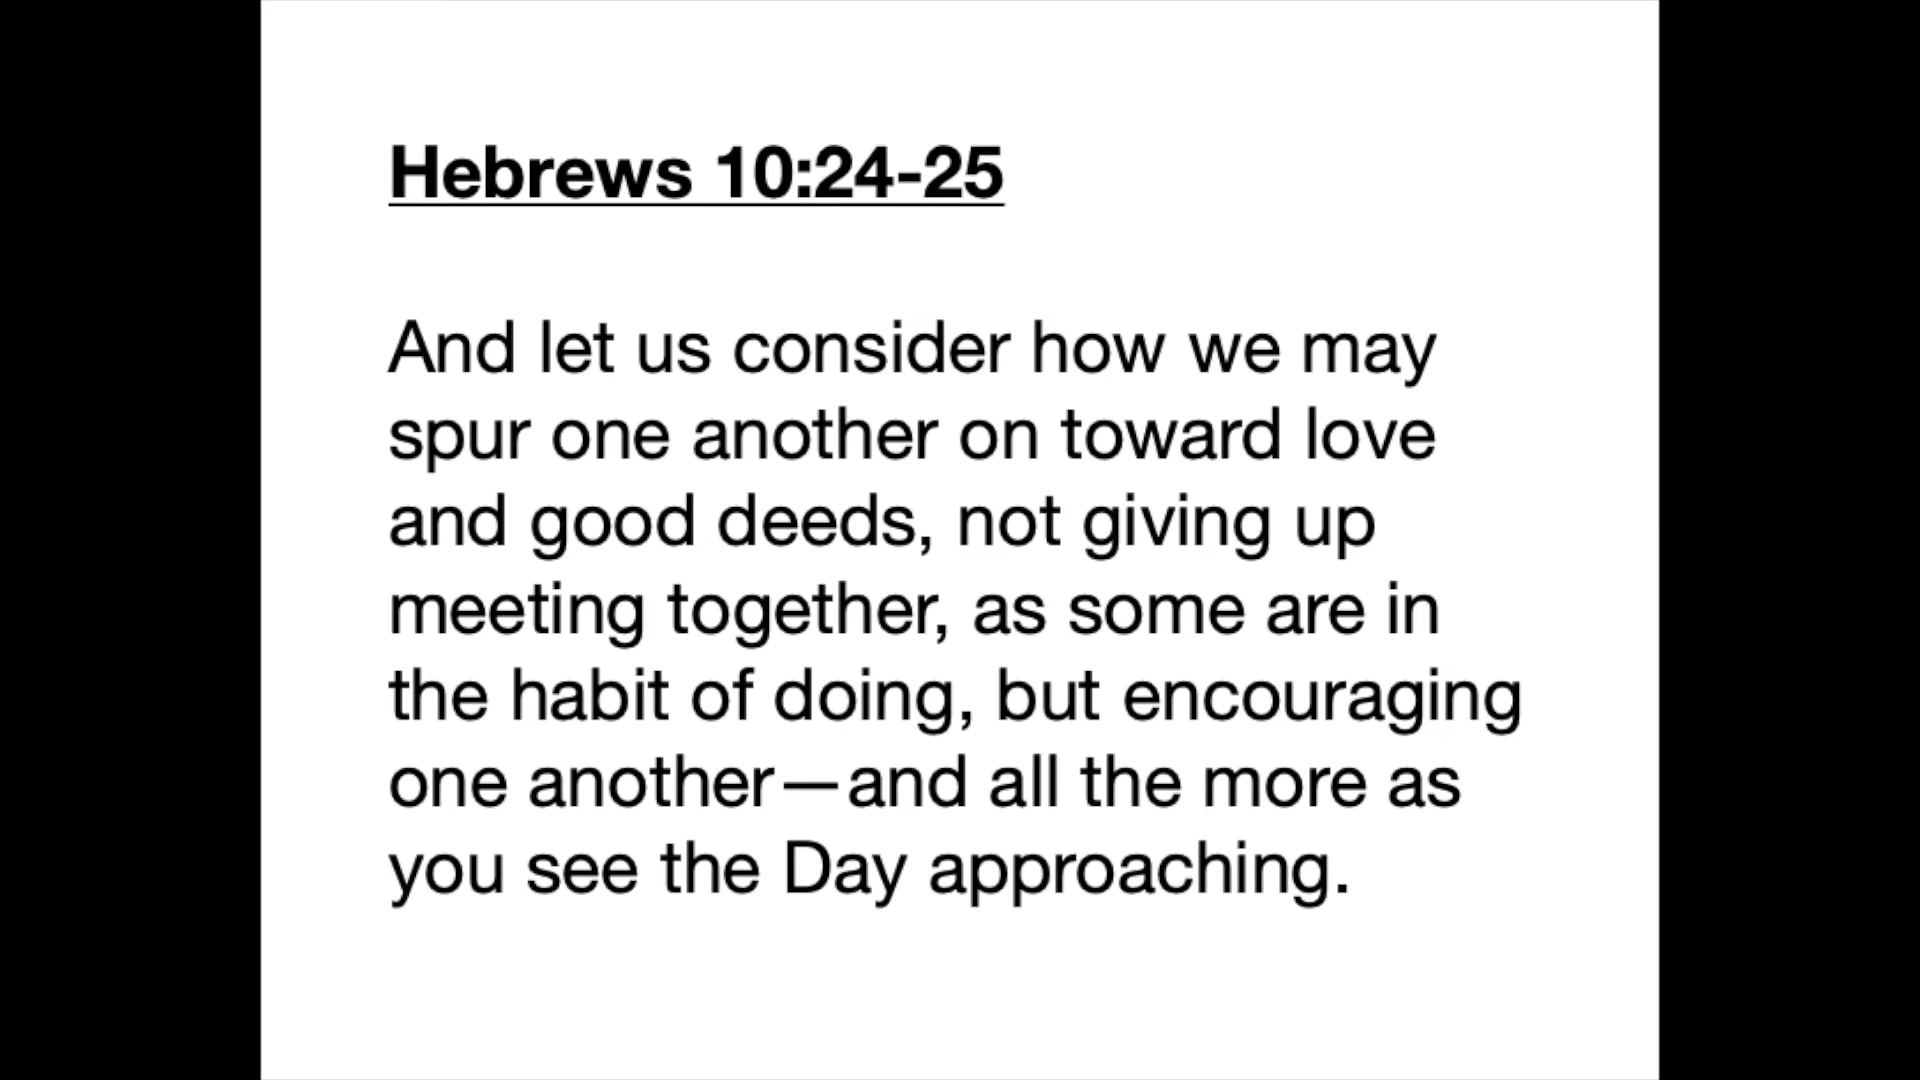 Hebrews 10:24-25
And let us consider how we may
spur one another on toward love
and good deeds, not giving up
meeting together, as some are in
the habit of doing, but encouraging
one another—and all the more as
you see the Day approaching.